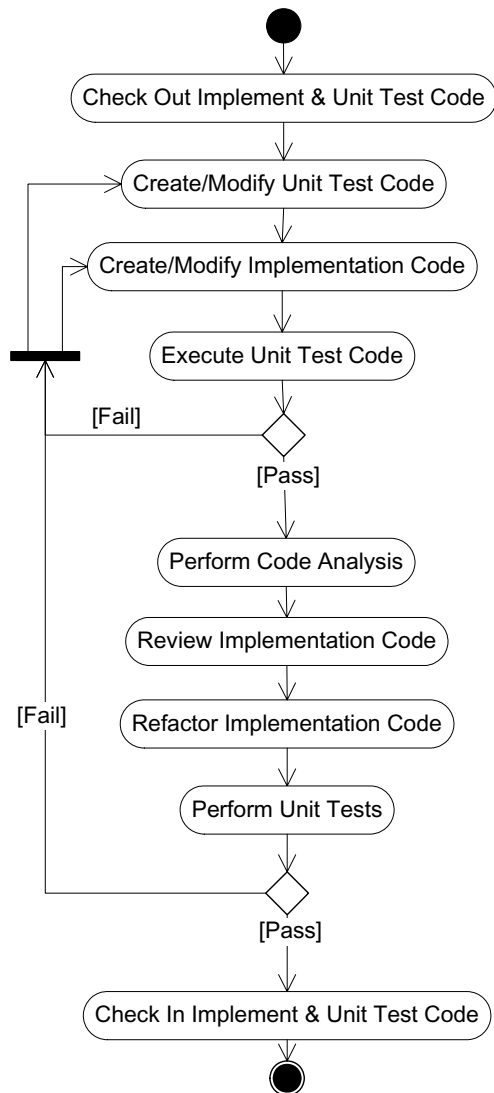 Check Out Implement & Unit Test Code
Create/Modify Unit Test Code
Create/Modify Implementation Code
Execute Unit Test Code
[Fail]
[Pass]
Perform Code Analysis
Review Implementation Code
Refactor Implementation Code
[Fail]
Perform Unit Tests
[Pass]
Check In Implement & Unit Test Code